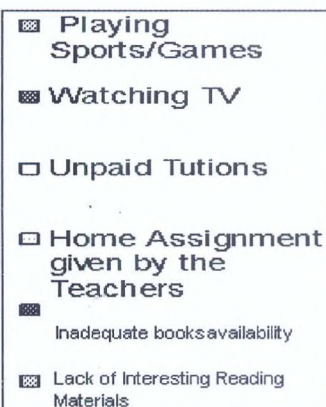 Playing
Sports/Games
Watching TV
Unpaid Tutions
Home Assignment
given by the
Teachers
Inadequate books availability
Lack of Interesting Reading
Materials